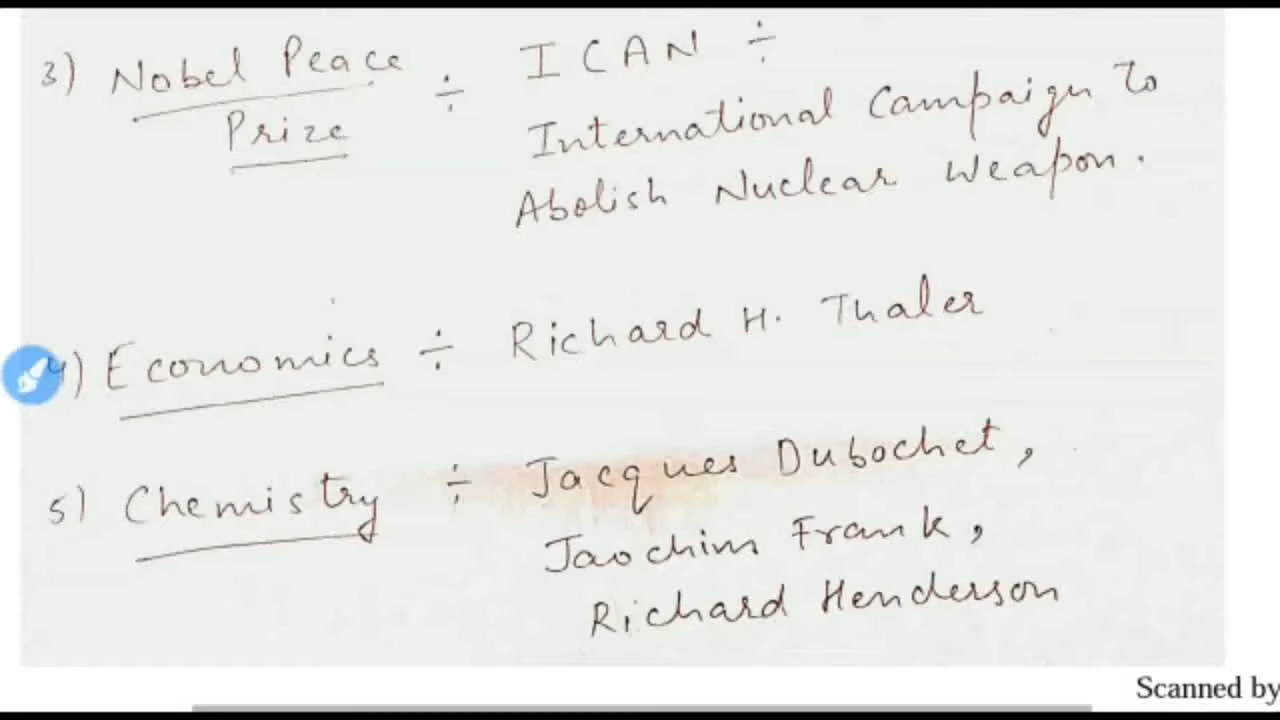 3) Nobel Peace ÷ ICAN ÷
Prize International Campaign To
Abolish Nuclear Weapon.
4) Economics ÷ Richard H. Thaler
5) Chemistry ÷ Jacques Dubochet,
Jaochim Frank,
Richard Henderson
Scanned by